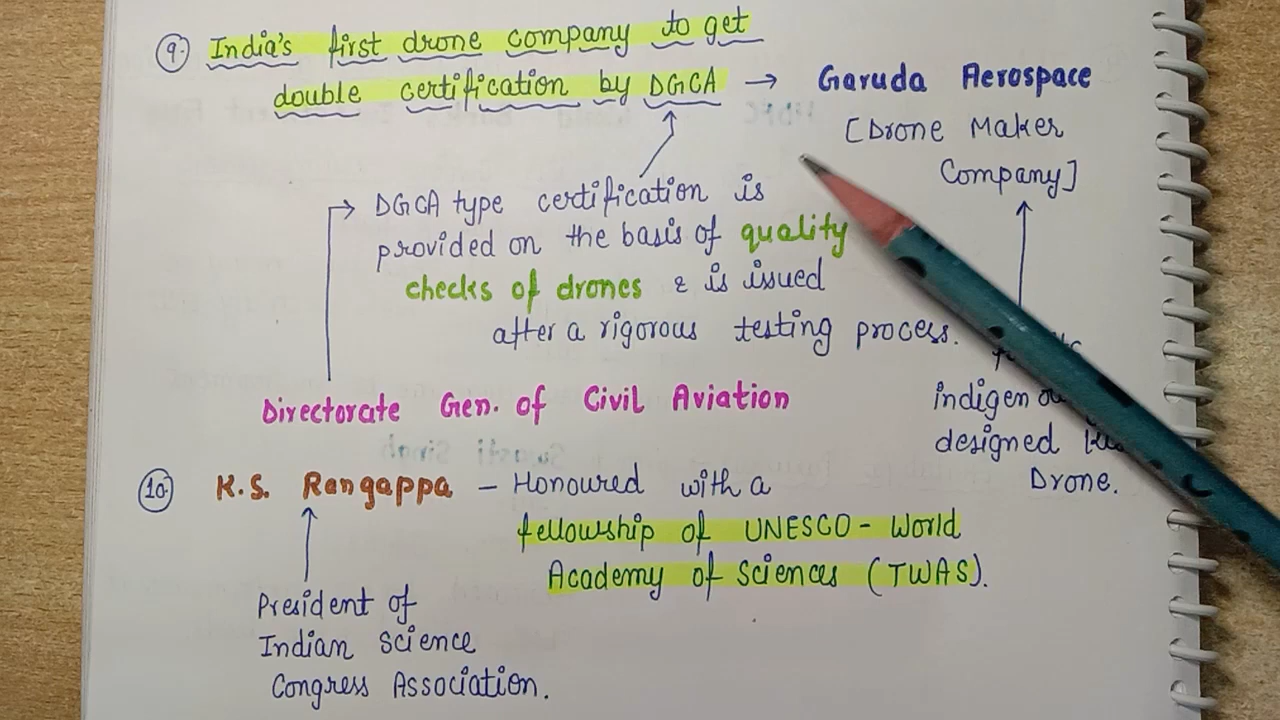 9. India's first drone company to get
double certification by DGCA → Garuda Aerospace
[Drone Maker
Company]
→ DGCA type certification is
provided on the basis of quality
checks of drones & is issued
after a rigorous testing process.
Directorate Gen. of Civil Aviation
designed
Drone.
10. K.S. Rangappa - Honoured with a
fellowship of UNESCO - World
Academy of Sciences (TWAS).
President of
Indian Science
Congress Association.